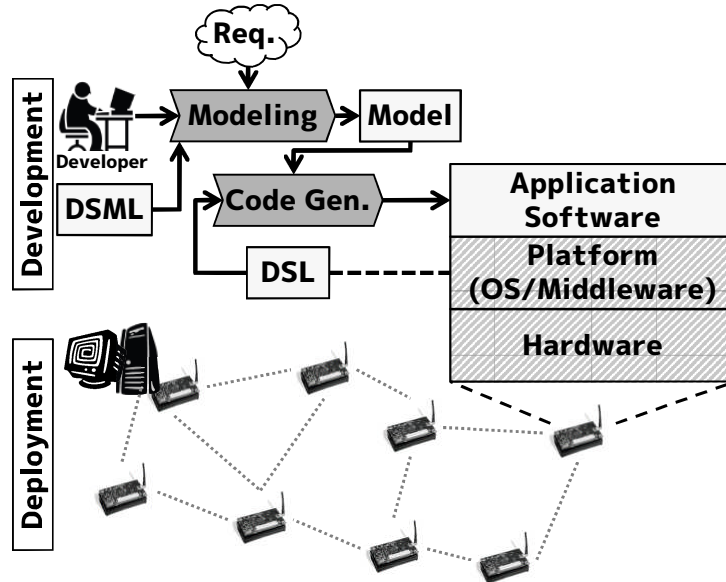 Req.
Development
Modeling
Model
Developer
DSML
Code Gen.
DSL
Application
Software
Platform
(OS/Middleware)
Hardware
Deployment